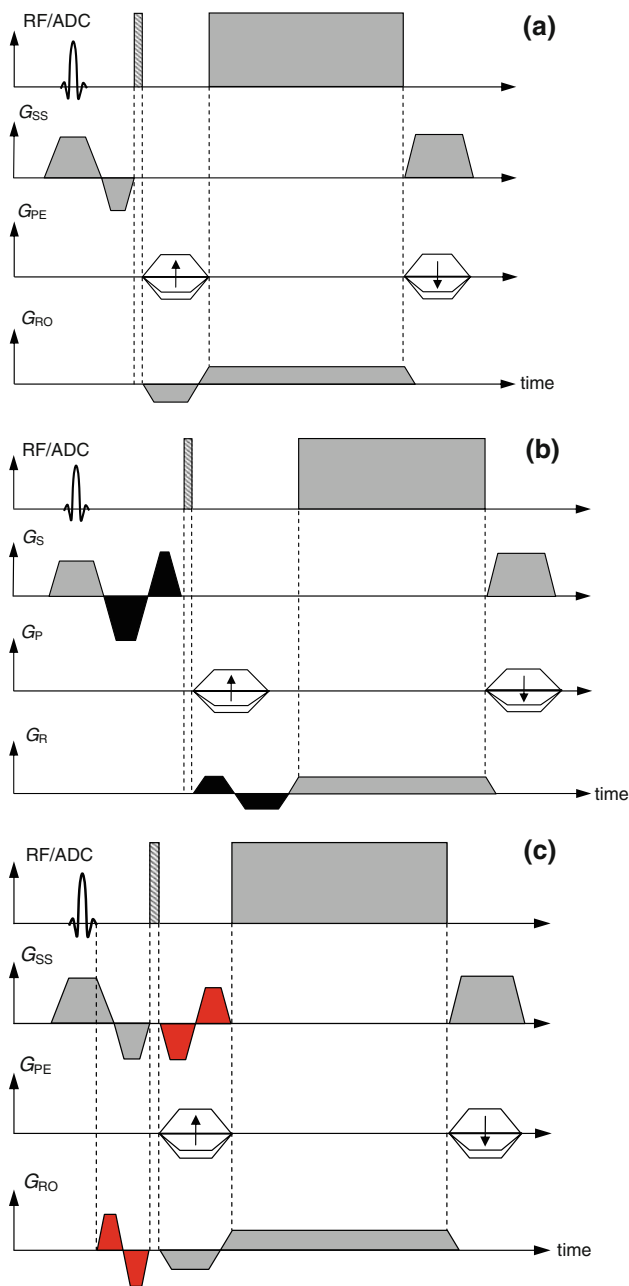 RF/ADC
(a)
GSS
GPE
GRO
time
RF/ADC
(b)
GS
GP
GR
time
RF/ADC
(c)
GSS
GPE
GRO
time